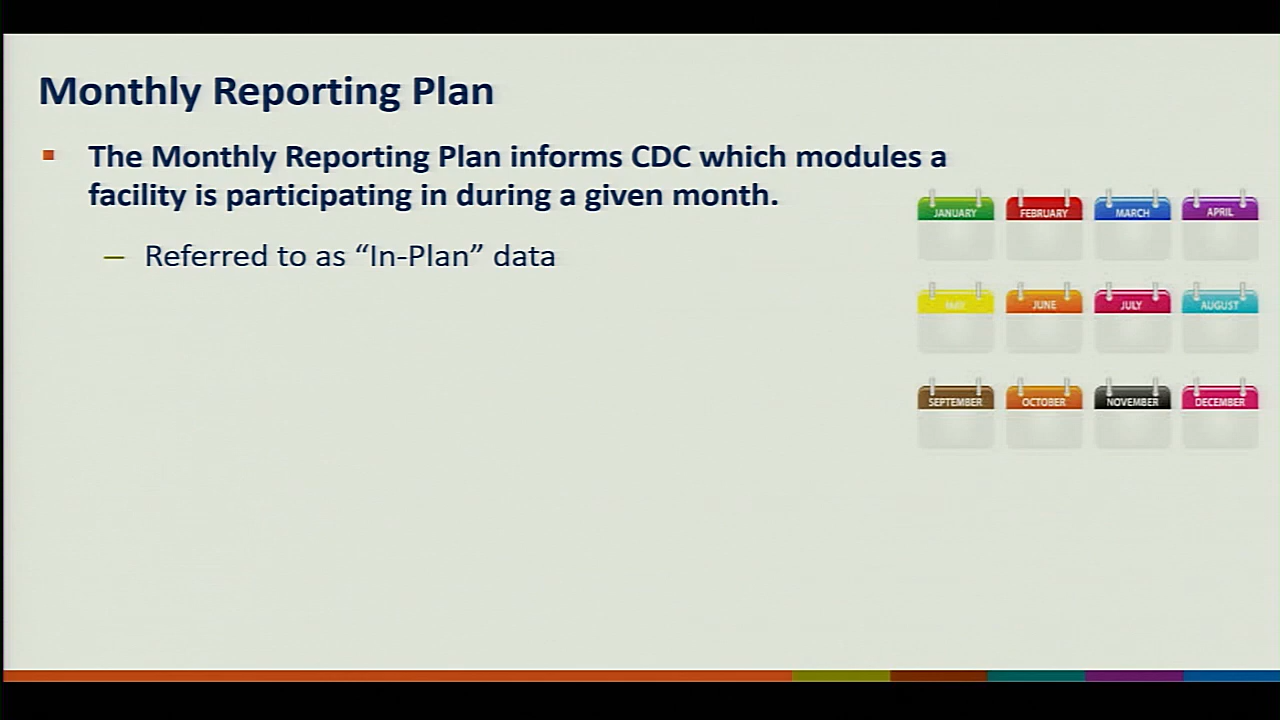 Monthly Reporting Plan
The Monthly Reporting Plan informs CDC which modules a
facility is participating in during a given month.
— Referred to as “In-Plan” data
JANUARY FEBRUARY MARCH APRIL
MAY JUNE JULY AUGUST
SEPTEMBER OCTOBER NOVEMBER DECEMBER